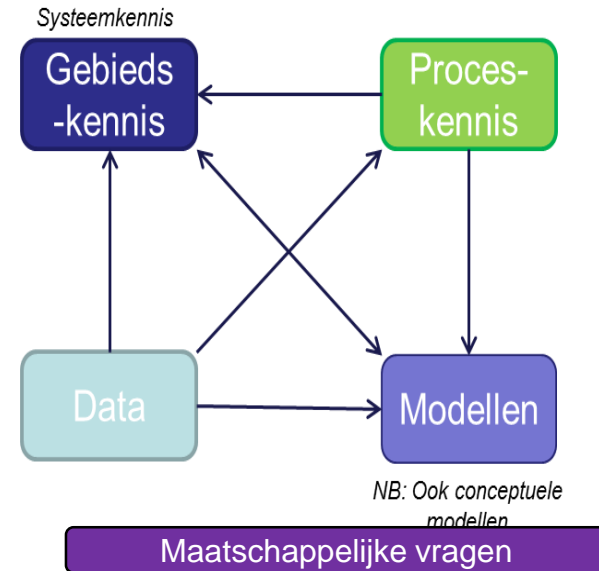 Systeemkennis
Gebieds
-kennis
Proces-
kennis
Data
Modellen
NB: Ook conceptuele
modellen
Maatschappelijke vragen